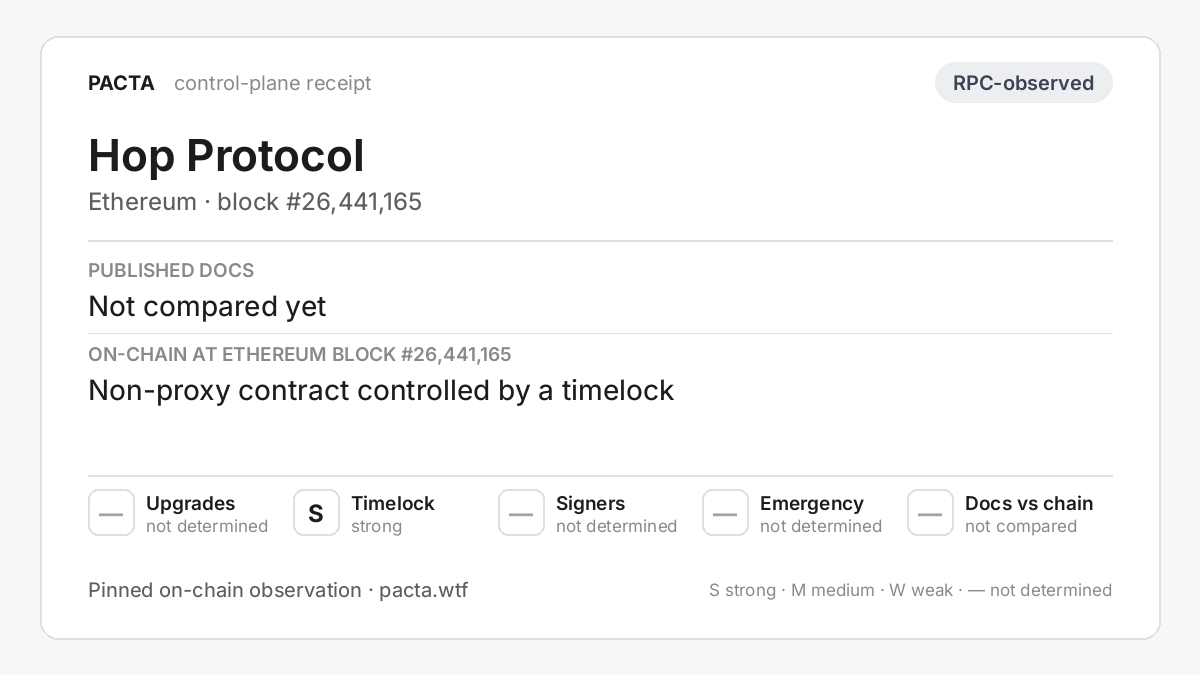 PACTA control-plane receipt RPC-observed
Hop Protocol
Ethereum · block #26,441,165
PUBLISHED DOCS
Not compared yet
ON-CHAIN AT ETHEREUM BLOCK #26,441,165
Non-proxy contract controlled by a timelock
— Upgrades not determined
S Timelock strong
— Signers not determined
— Emergency not determined
— Docs vs chain not compared
Pinned on-chain observation · pacta.wtf
S strong · M medium · W weak · — not determined